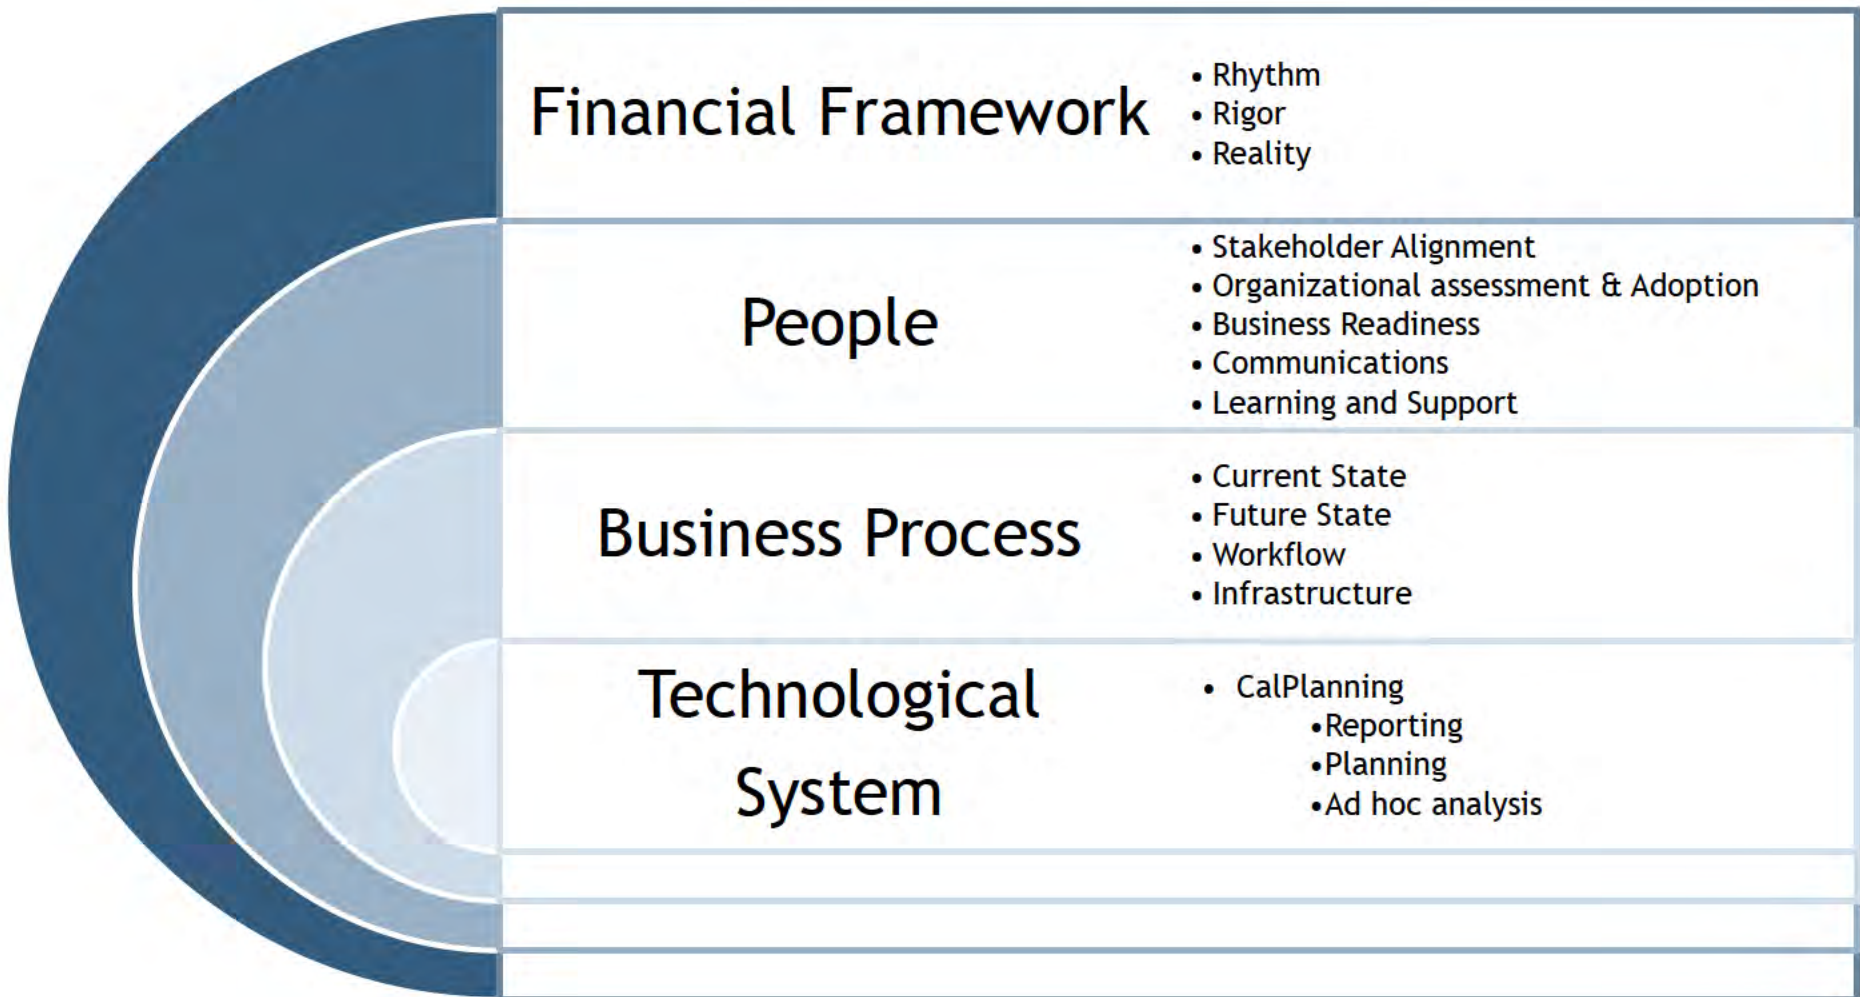 Financial Framework
• Rhythm
• Rigor
• Reality
People
• Stakeholder Alignment
• Organizational assessment & Adoption
• Business Readiness
• Communications
• Learning and Support
Business Process
• Current State
• Future State
• Workflow
• Infrastructure
Technological
System
• CalPlanning
•Reporting
•Planning
•Ad hoc analysis